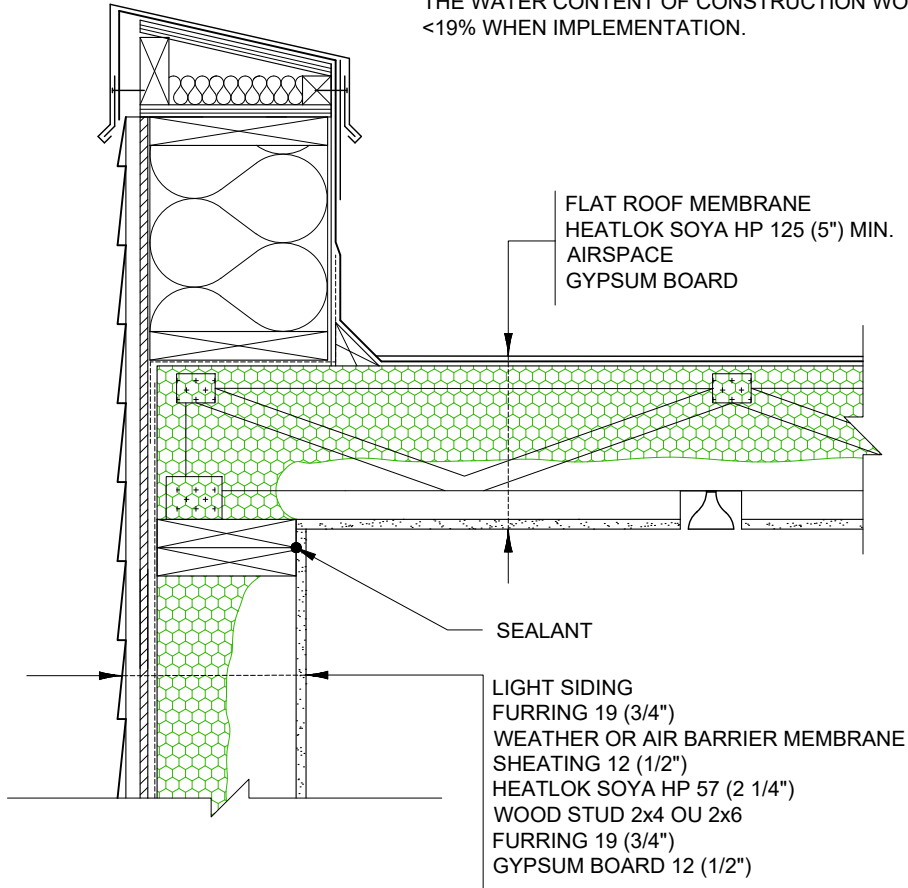 THE WATER CONTENT OF CONSTRUCTION WO
<19% WHEN IMPLEMENTATION.
FLAT ROOF MEMBRANE
HEATLOK SOYA HP 125 (5") MIN.
AIRSPACE
GYPSUM BOARD
SEALANT
LIGHT SIDING
FURRING 19 (3/4")
WEATHER OR AIR BARRIER MEMBRANE
SHEATING 12 (1/2")
HEATLOK SOYA HP 57 (2 1/4")
WOOD STUD 2x4 OU 2x6
FURRING 19 (3/4")
GYPSUM BOARD 12 (1/2")